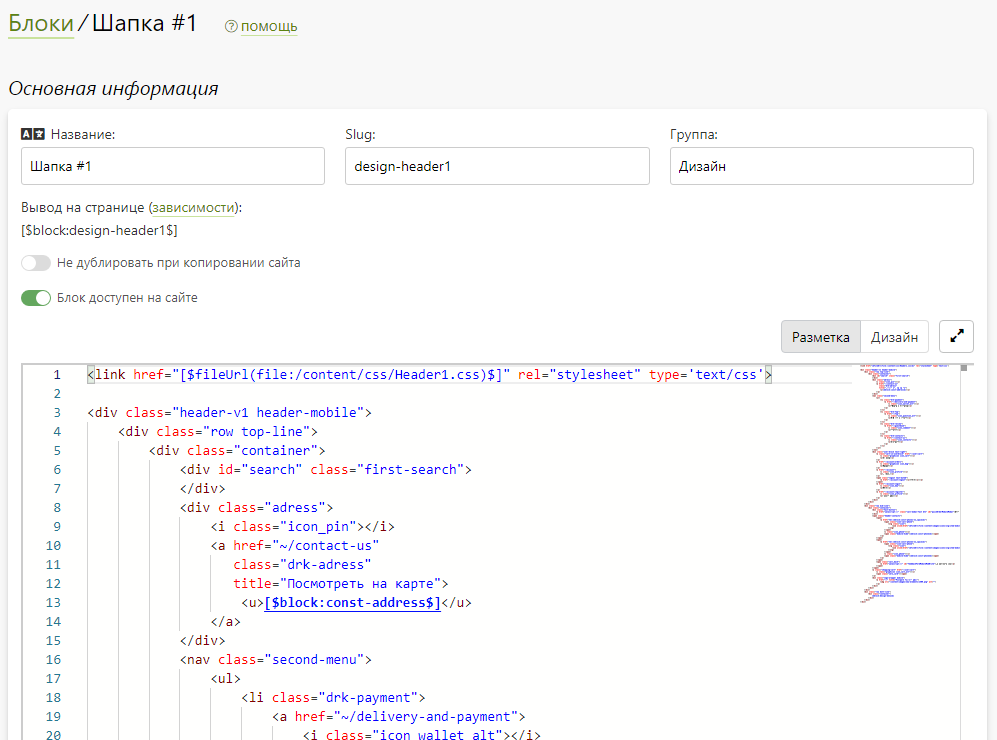 Блоки / Шапка #1 помощь
Основная информация
Название: Slug: Группа:
Шапка #1 design-header1 Дизайн
Вывод на странице (зависимости):
[$block:design-header1$]
Не дублировать при копировании сайта
Блок доступен на сайте
Разметка Дизайн
1 <link href="[$fileUrl(file:/content/css/Header1.css)$]" rel="stylesheet" type='text/css'>
2
3 <div class="header-v1 header-mobile">
4 <div class="row top-line">
5 <div class="container">
6 <div id="search" class="first-search">
7 </div>
8 <div class="adress">
9 <i class="icon_pin"></i>
10 <a href="~/contact-us"
11 class="drk-adress"
12 title="Посмотреть на карте">
13 <u>[$block:const-address$]</u>
14 </a>
15 </div>
16 <nav class="second-menu">
17 <ul>
18 <li class="drk-payment">
19 <a href="~/delivery-and-payment">
20 <i class="icon_wallet_alt"></i>